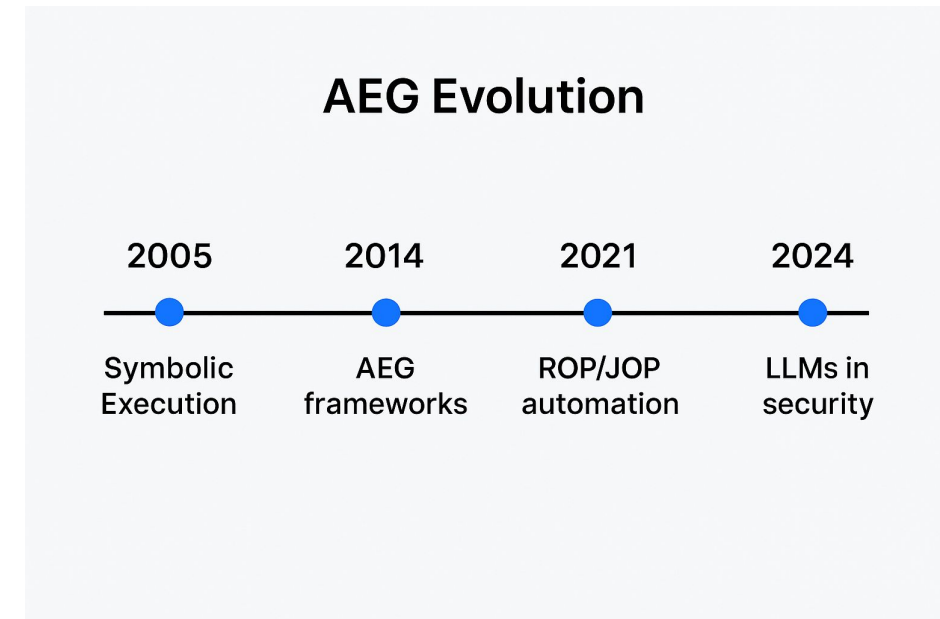 AEG Evolution
2005 2014 2021 2024
Symbolic AEG ROP/JOP LLMs in
Execution frameworks automation security